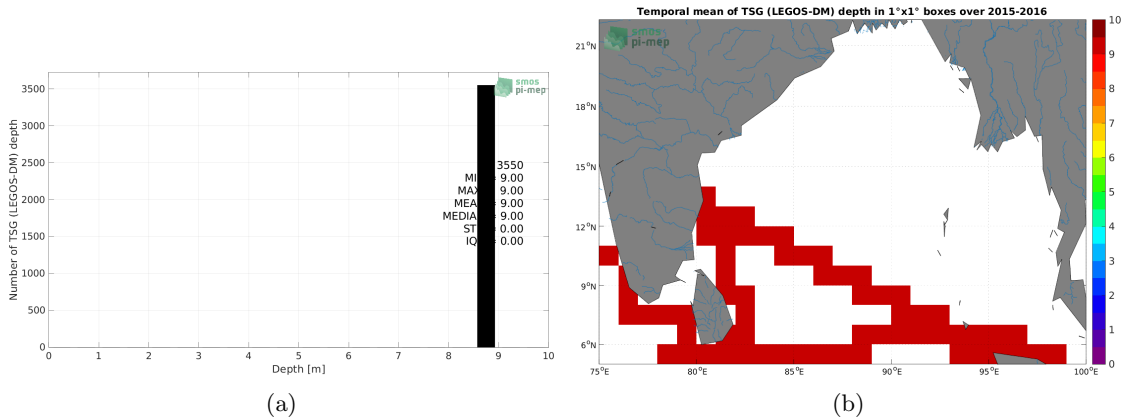 smos
pi-mep
3500
3000
2500
2000
1500
1000
500
0
Number of TSG (LEGOS-DM) depth
3550
MI = 9.00
MAX = 9.00
MEA = 9.00
MEDIA = 9.00
ST = 0.00
IQ = 0.00
0 1 2 3 4 5 6 7 8 9 10
Depth [m]
(a)
Temporal mean of TSG (LEGOS-DM) depth in 1°x1° boxes over 2015-2016
smos
pi-mep
21°N
18°N
15°N
12°N
9°N
6°N
75°E 80°E 85°E 90°E 95°E 100°E
10
9
8
7
6
5
4
3
2
1
0
(b)